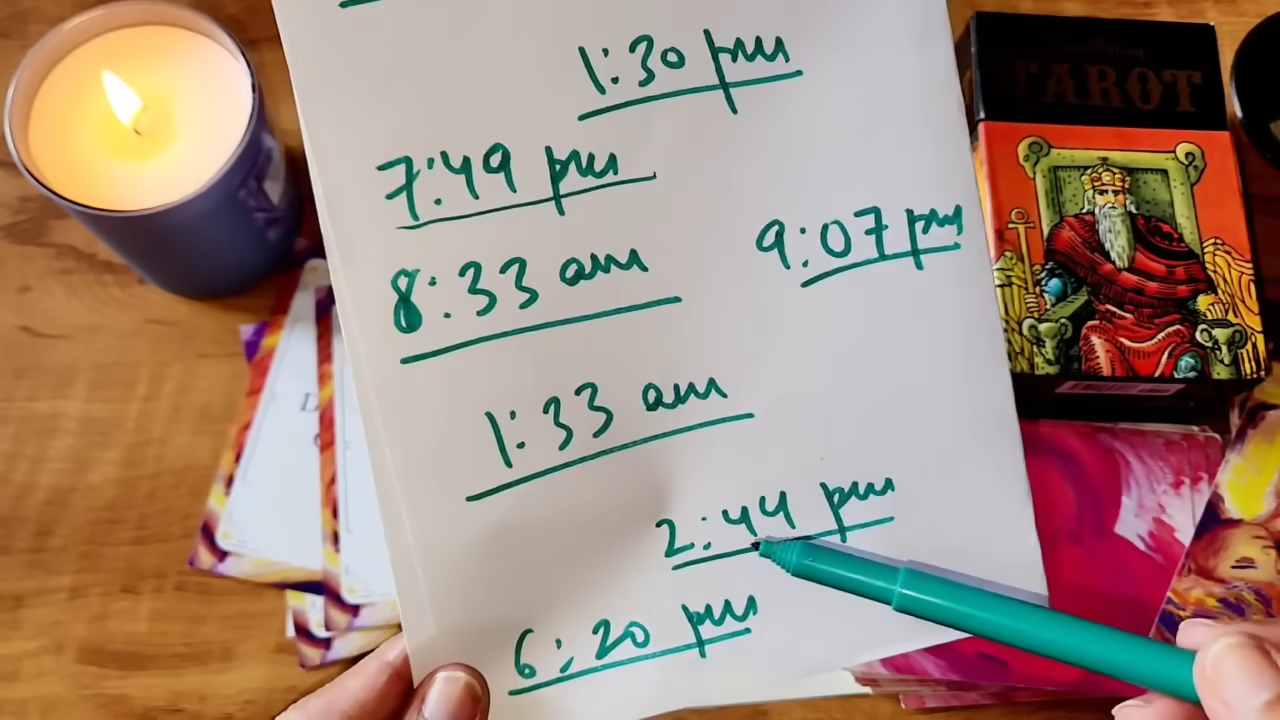 1:30 pm
7:49 pm
9:07 pm
8:33 am
1:33 am
2:44 pm
6:20 pm
TAROT